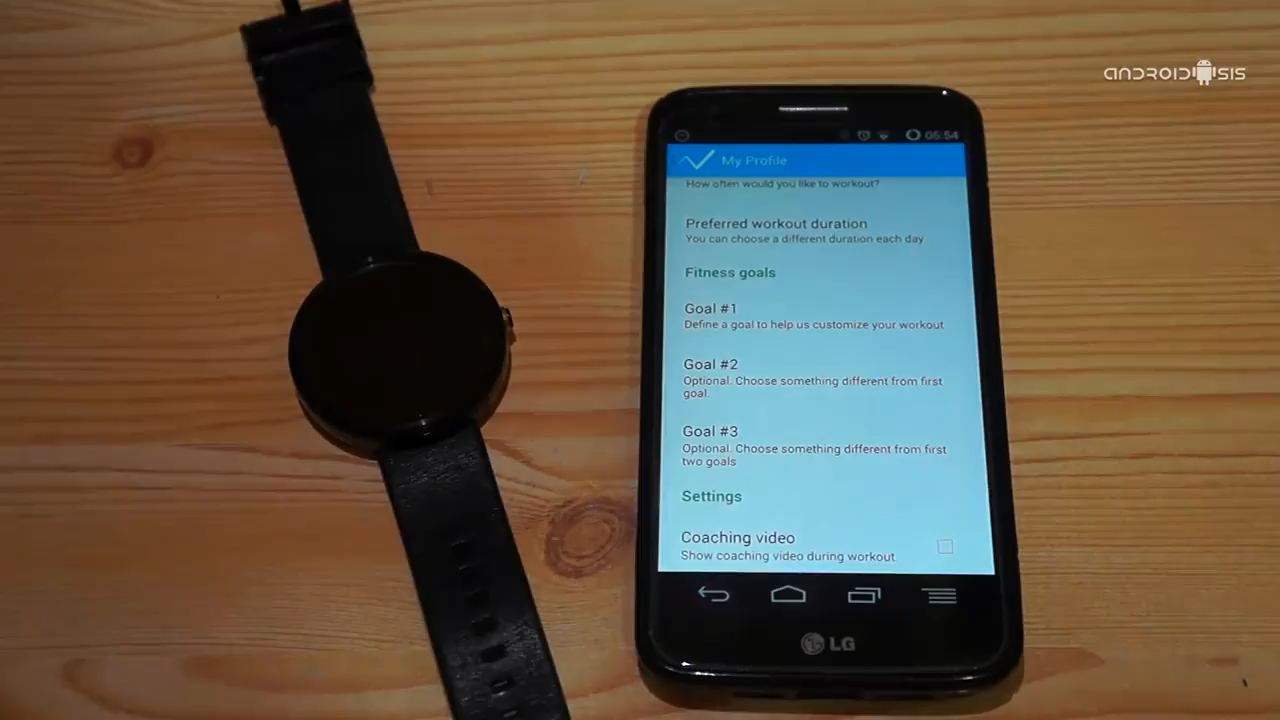 ANDROIDSIS
06:54
My Profile
How often would you like to workout?
Preferred workout duration
You can choose a different duration each day
Fitness goals
Goal #1
Define a goal to help us customize your workout
Goal #2
Optional. Choose something different from first
goal.
Goal #3
Optional. Choose something different from first
two goals
Settings
Coaching video
Show coaching video during workout
LG